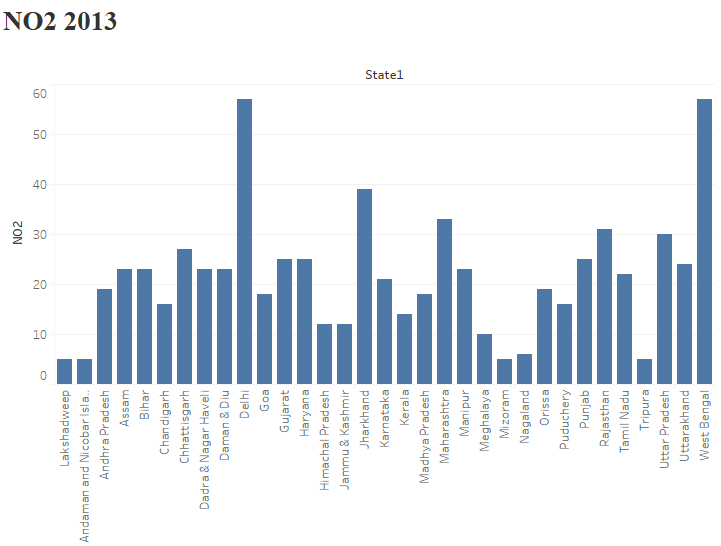 NO2 2013
State1
60
50
40
30
20
10
0
NO2
Lakshadweep
Andaman and Nicobar Isla..
Andhra Pradesh
Assam
Bihar
Chandigarh
Chhattisgarh
Dadra & Nagar Haveli
Daman & Diu
Delhi
Goa
Gujarat
Haryana
Himachal Pradesh
Jammu & Kashmir
Jharkhand
Karnataka
Kerala
Madhya Pradesh
Maharashtra
Manipur
Meghalaya
Mizoram
Nagaland
Orissa
Puduchery
Punjab
Rajasthan
Tamil Nadu
Tripura
Uttar Pradesh
Uttarakhand
West Bengal